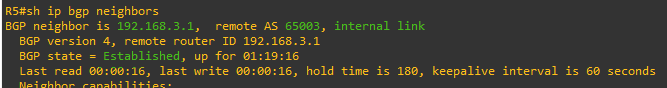 R5#sh ip bgp neighbors
BGP neighbor is 192.168.3.1,  remote AS 65003, internal link
  BGP version 4, remote router ID 192.168.3.1
  BGP state = Established, up for 01:19:16
  Last read 00:00:16, last write 00:00:16, hold time is 180, keepalive interval is 60 seconds
  Neighbor capabilities: